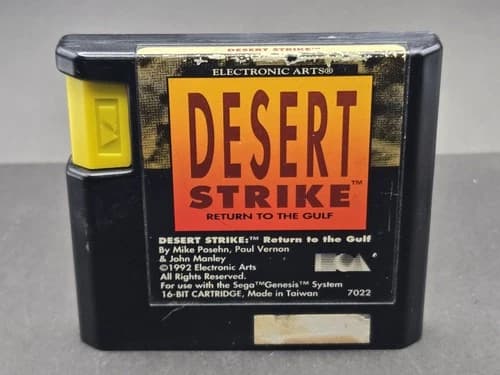 DESERT STRIKE™
ELECTRONIC ARTS®
DESERT
STRIKE™
RETURN TO THE GULF
DESERT STRIKE:™ Return to the Gulf
By Mike Posehn, Paul Vernon
& John Manley
©1992 Electronic Arts
All Rights Reserved.
For use with the Sega™Genesis™ System
16-BIT CARTRIDGE, Made in Taiwan 7022
EA